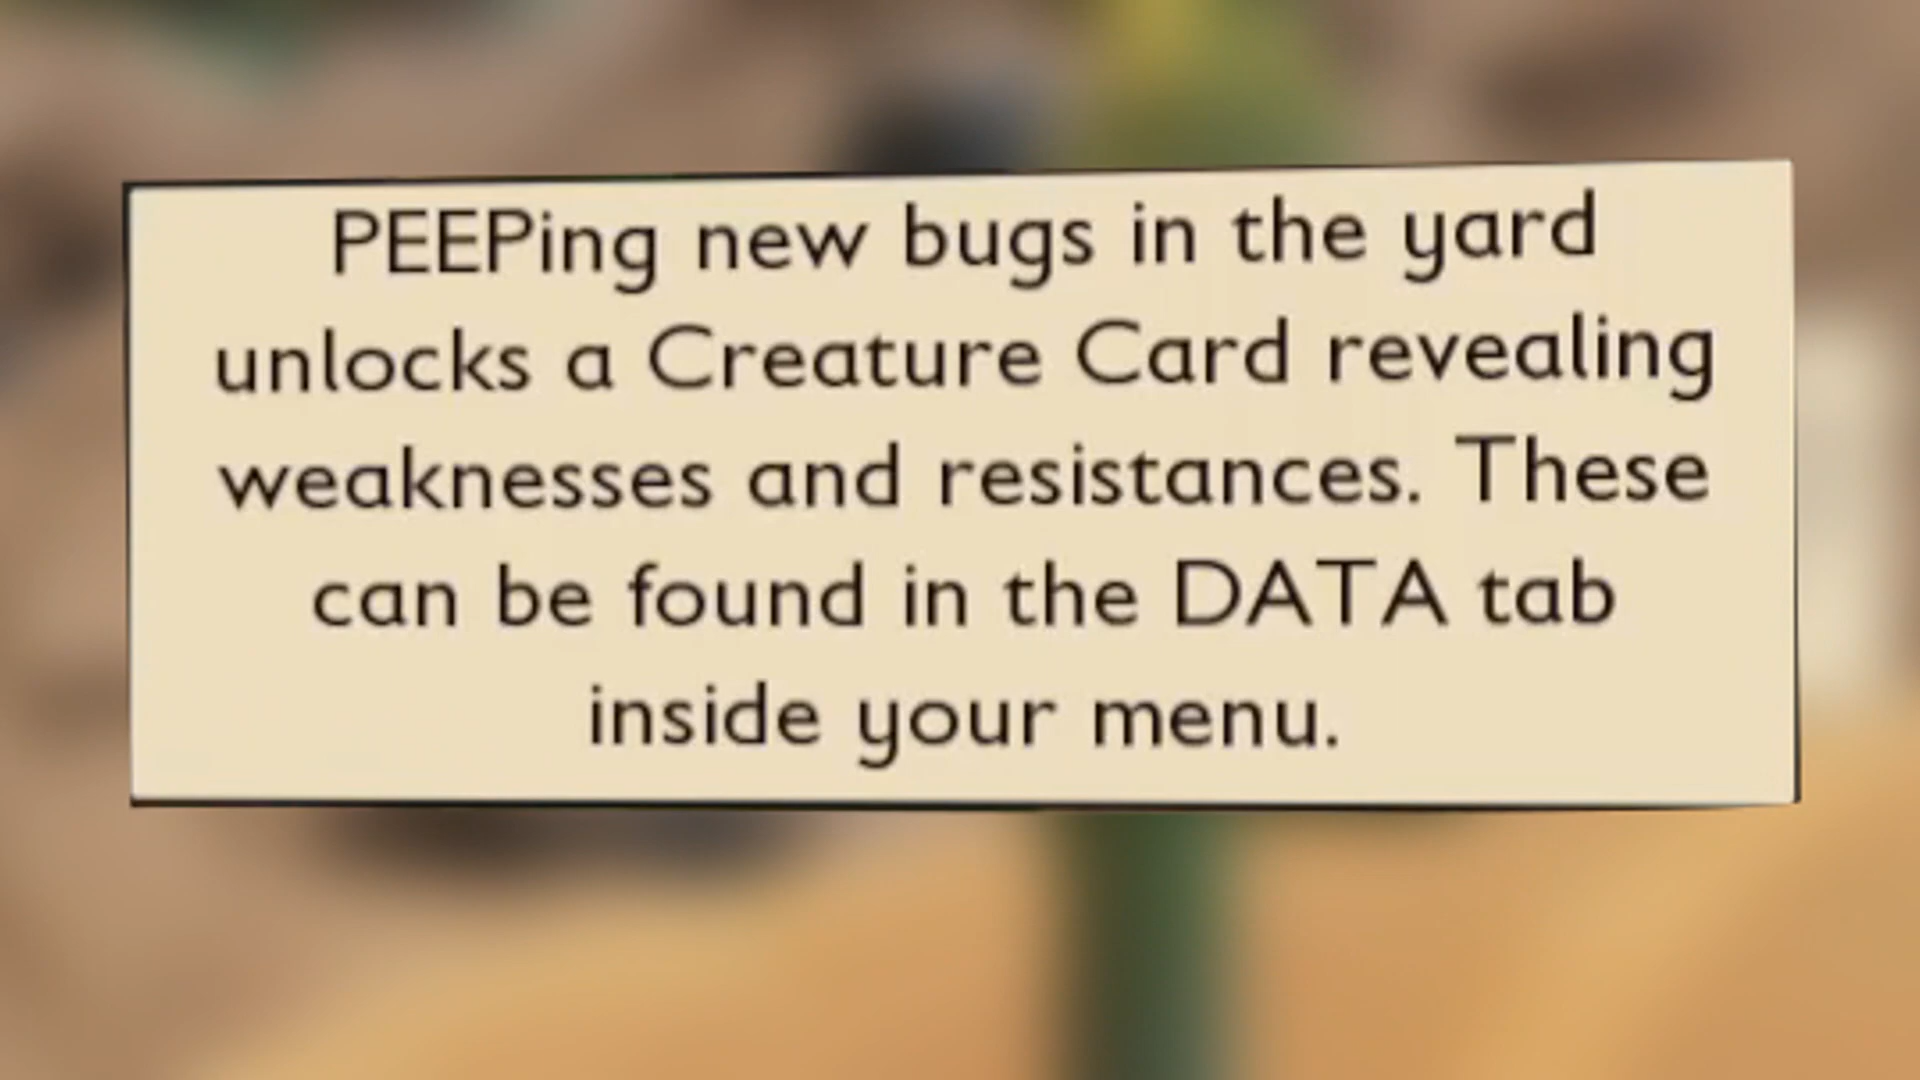 PEEPing new bugs in the yard
unlocks a Creature Card revealing
weaknesses and resistances. These
can be found in the DATA tab
inside your menu.